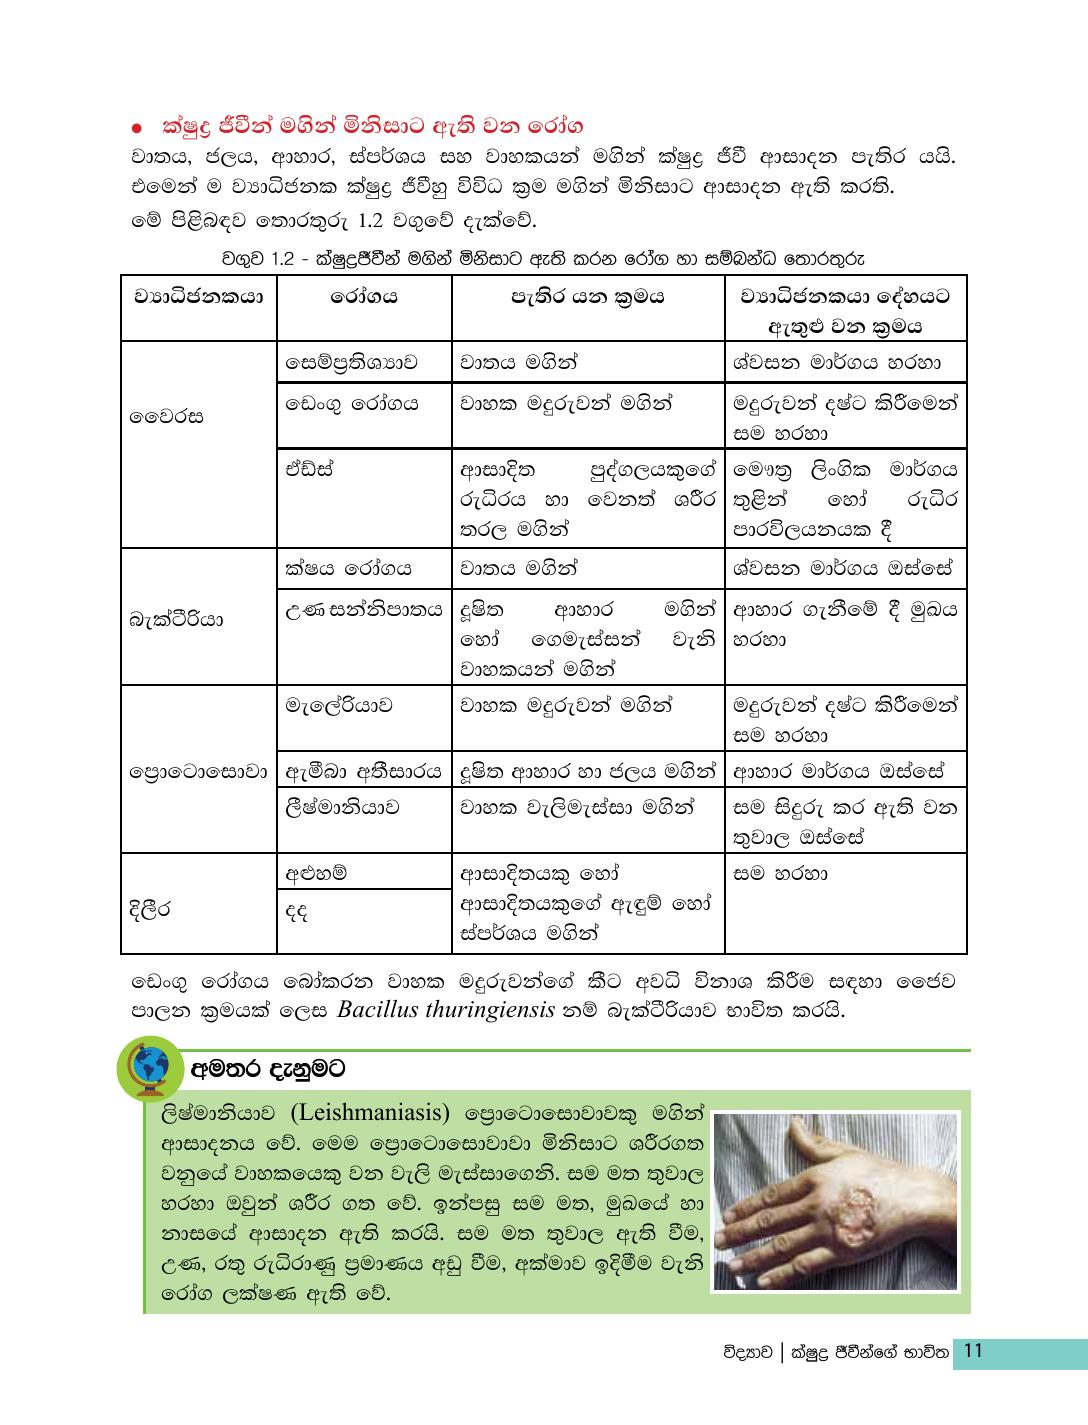 • ක්ෂුද්‍ර ජීවීන් මගින් මිනිසාට ඇති වන රෝග
වාතය, ජලය, ආහාර, ස්පර්ශය සහ වාහකයන් මගින් ක්ෂුද්‍ර ජීවී ආසාදන පැතිර යයි.
එමෙන් ම ව්‍යාධිජනක ක්ෂුද්‍ර ජීවීහු විවිධ ක්‍රම මගින් මිනිසාට ආසාදන ඇති කරති.
මේ පිළිබඳව තොරතුරු 1.2 වගුවේ දැක්වේ.
වගුව 1.2 - ක්ෂුද්‍රජීවීන් මගින් මිනිසාට ඇති කරන රෝග හා සම්බන්ධ තොරතුරු
ව්‍යාධිජනකයා රෝගය පැතිර යන ක්‍රමය ව්‍යාධිජනකයා දේහයට
ඇතුළු වන ක්‍රමය
සෙම්ප්‍රතිශ්‍යාව වාතය මගින් ශ්වසන මාර්ගය හරහා
වෛරස ඩෙංගු රෝගය වාහක මදුරුවන් මගින් මදුරුවන් දෂ්ට කිරීමෙන්
සම හරහා
ඒඩ්ස් ආසාදිත පුද්ගලයකුගේ මෞත්‍ර ලිංගික මාර්ගය
රුධිරය හා වෙනත් ශරීර තුළින් හෝ රුධිර
තරල මගින් පාරවිලයනයක දී
ක්ෂය රෝගය වාතය මගින් ශ්වසන මාර්ගය ඔස්සේ
බැක්ටීරියා උණ සන්නිපාතය දූෂිත ආහාර මගින් ආහාර ගැනීමේ දී මුඛය
හෝ ගෙමැස්සන් වැනි හරහා
වාහකයන් මගින්
මැලේරියාව වාහක මදුරුවන් මගින් මදුරුවන් දෂ්ට කිරීමෙන්
සම හරහා
ප්‍රොටොසොවා ඇමීබා අතීසාරය දූෂිත ආහාර හා ජලය මගින් ආහාර මාර්ගය ඔස්සේ
ලීෂ්මානියාව වාහක වැලිමැස්සා මගින් සම සිදුරු කර ඇති වන
තුවාල ඔස්සේ
අළුහම් ආසාදිතයකු හෝ සම හරහා
දිලීර දද ආසාදිතයකුගේ ඇඳුම් හෝ
ස්පර්ශය මගින්
ඩෙංගු රෝගය බෝකරන වාහක මදුරුවන්ගේ කීට අවධි විනාශ කිරීම සඳහා ජෛව
පාලන ක්‍රමයක් ලෙස Bacillus thuringiensis නම් බැක්ටීරියාව භාවිත කරයි.
අමතර දැනුමට
ලිෂ්මානියාව (Leishmaniasis) ප්‍රොටොසොවාවකු මගින්
ආසාදනය වේ. මෙම ප්‍රොටොසොවාවා මිනිසාට ශරීරගත
වනුයේ වාහකයෙකු වන වැලි මැස්සාගෙනි. සම මත තුවාල
හරහා ඔවුන් ශරීර ගත වේ. ඉන්පසු සම මත, මුඛයේ හා
නාසයේ ආසාදන ඇති කරයි. සම මත තුවාල ඇති වීම,
උණ, රතු රුධිරාණු ප්‍රමාණය අඩු වීම, අක්මාව ඉදිමීම වැනි
රෝග ලක්ෂණ ඇති වේ.
විද්‍යාව | ක්ෂුද්‍ර ජීවීන්ගේ භාවිත 11